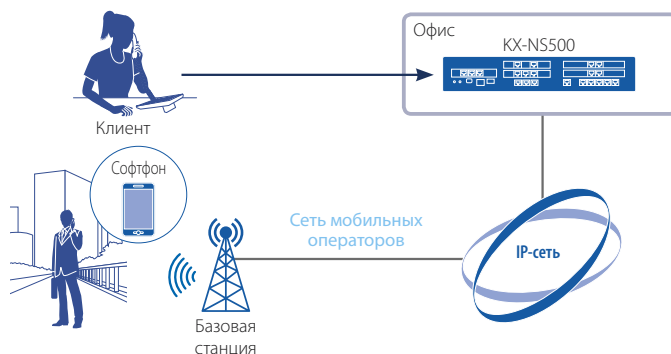 Офис
KX-NS500
Клиент
Софтфон
Сеть мобильных
операторов
IP-сеть
Базовая
станция